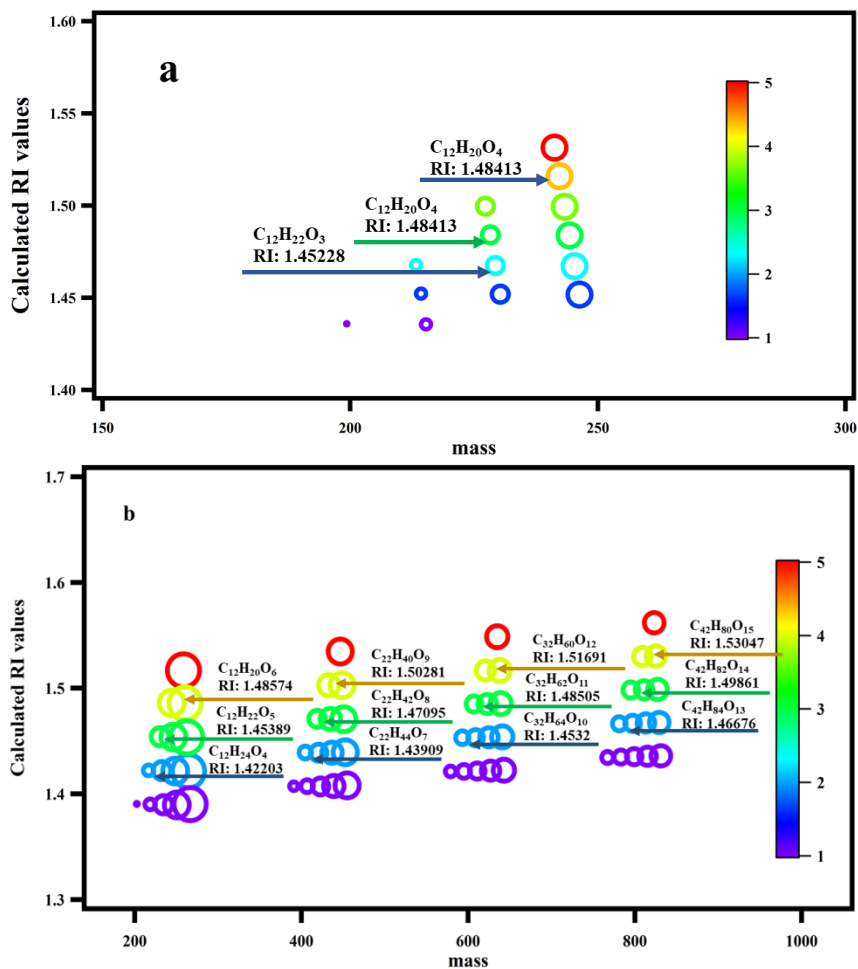 a
Calculated RI values
1.60
1.55
1.50
1.45
1.40
C₁₂H₂₀O₄
RI: 1.48413
C₁₂H₂₀O₄
RI: 1.48413
C₁₂H₂₂O₃
RI: 1.45228
5
4
3
2
1
150
200
250
300
mass
b
Calculated RI values
1.7
1.6
1.5
1.4
1.3
C₁₂H₂₀O₆
RI: 1.48574
C₁₂H₂₂O₅
RI: 1.45389
C₁₂H₂₄O₄
RI: 1.42203
C₂₂H₄₀O₉
RI: 1.50281
C₂₂H₄₂O₈
RI: 1.47095
C₂₂H₄₄O₇
RI: 1.43909
C₃₂H₆₀O₁₂
RI: 1.51691
C₃₂H₆₂O₁₁
RI: 1.48505
C₃₂H₆₄O₁₀
RI: 1.4532
C₄₂H₈₀O₁₅
RI: 1.53047
C₄₂H₈₂O₁₄
RI: 1.49861
C₄₂H₈₄O₁₃
RI: 1.46676
5
4
3
2
1
200
400
600
800
1000
mass